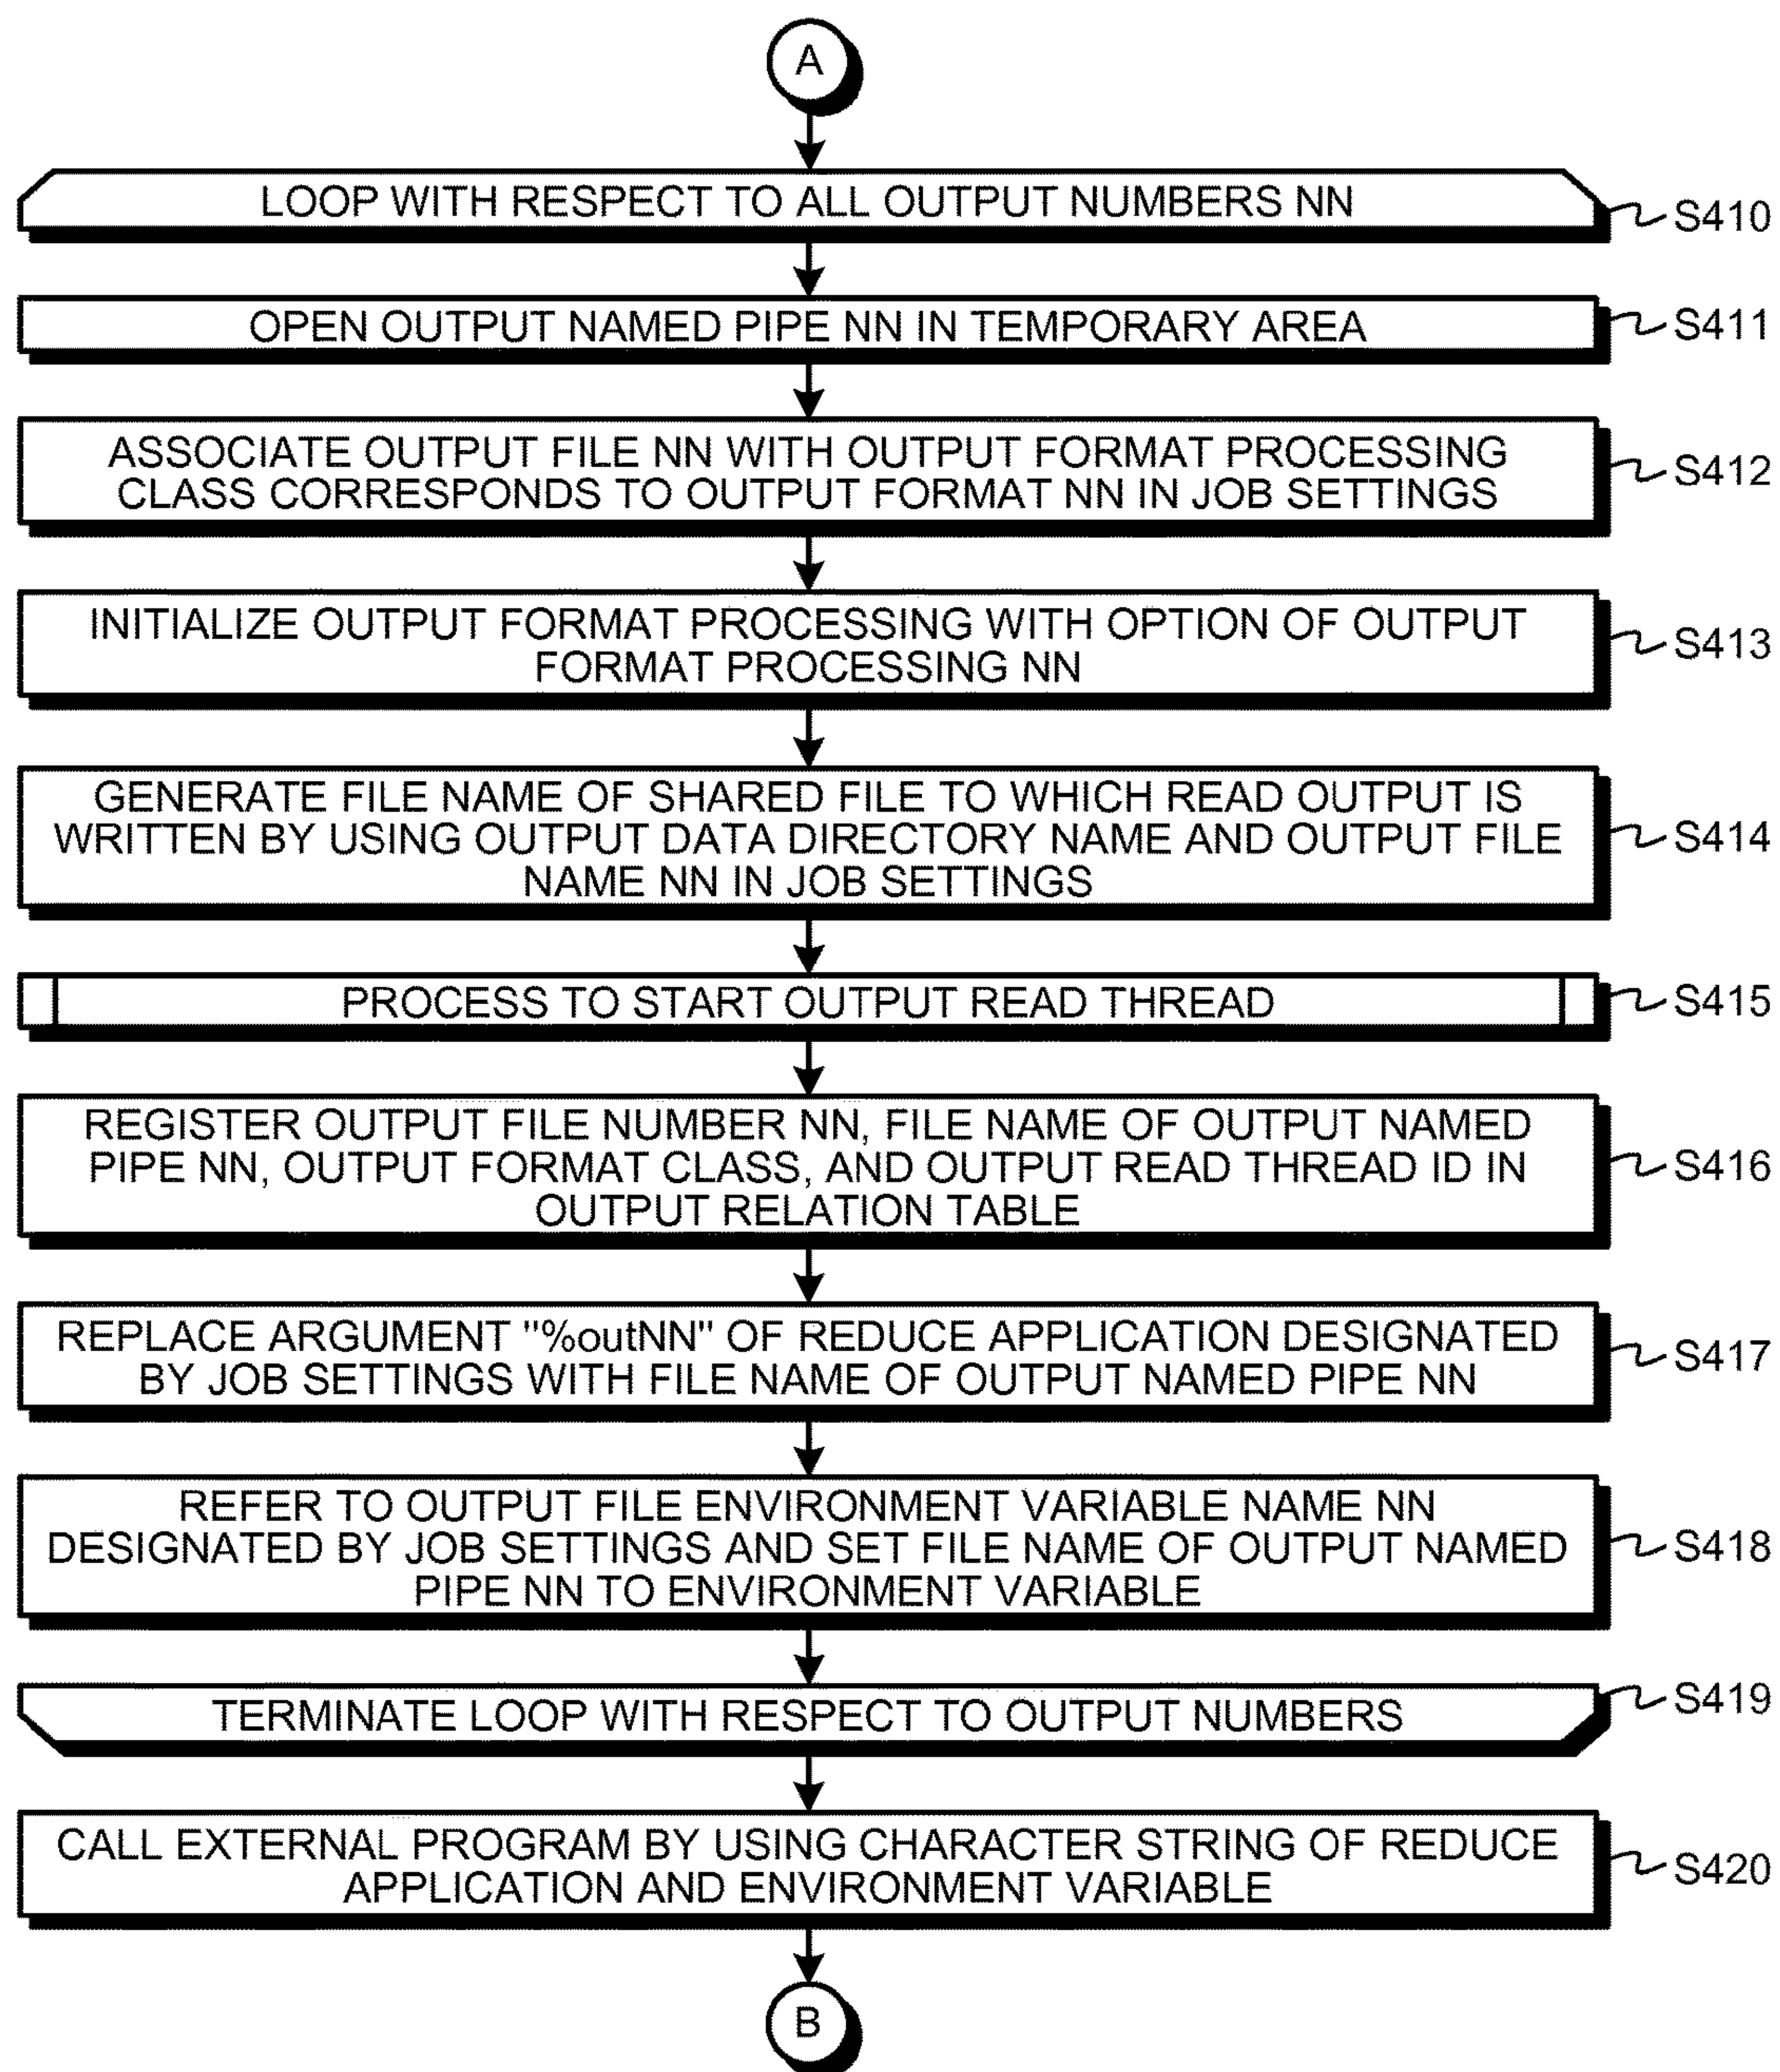 A
LOOP WITH RESPECT TO ALL OUTPUT NUMBERS NN
S410
OPEN OUTPUT NAMED PIPE NN IN TEMPORARY AREA
S411
ASSOCIATE OUTPUT FILE NN WITH OUTPUT FORMAT PROCESSING
CLASS CORRESPONDS TO OUTPUT FORMAT NN IN JOB SETTINGS
S412
INITIALIZE OUTPUT FORMAT PROCESSING WITH OPTION OF OUTPUT
FORMAT PROCESSING NN
S413
GENERATE FILE NAME OF SHARED FILE TO WHICH READ OUTPUT IS
WRITTEN BY USING OUTPUT DATA DIRECTORY NAME AND OUTPUT FILE
NAME NN IN JOB SETTINGS
S414
PROCESS TO START OUTPUT READ THREAD
S415
REGISTER OUTPUT FILE NUMBER NN, FILE NAME OF OUTPUT NAMED
PIPE NN, OUTPUT FORMAT CLASS, AND OUTPUT READ THREAD ID IN
OUTPUT RELATION TABLE
S416
REPLACE ARGUMENT "%outNN" OF REDUCE APPLICATION DESIGNATED
BY JOB SETTINGS WITH FILE NAME OF OUTPUT NAMED PIPE NN
S417
REFER TO OUTPUT FILE ENVIRONMENT VARIABLE NAME NN
DESIGNATED BY JOB SETTINGS AND SET FILE NAME OF OUTPUT NAMED
PIPE NN TO ENVIRONMENT VARIABLE
S418
TERMINATE LOOP WITH RESPECT TO OUTPUT NUMBERS
S419
CALL EXTERNAL PROGRAM BY USING CHARACTER STRING OF REDUCE
APPLICATION AND ENVIRONMENT VARIABLE
S420
B